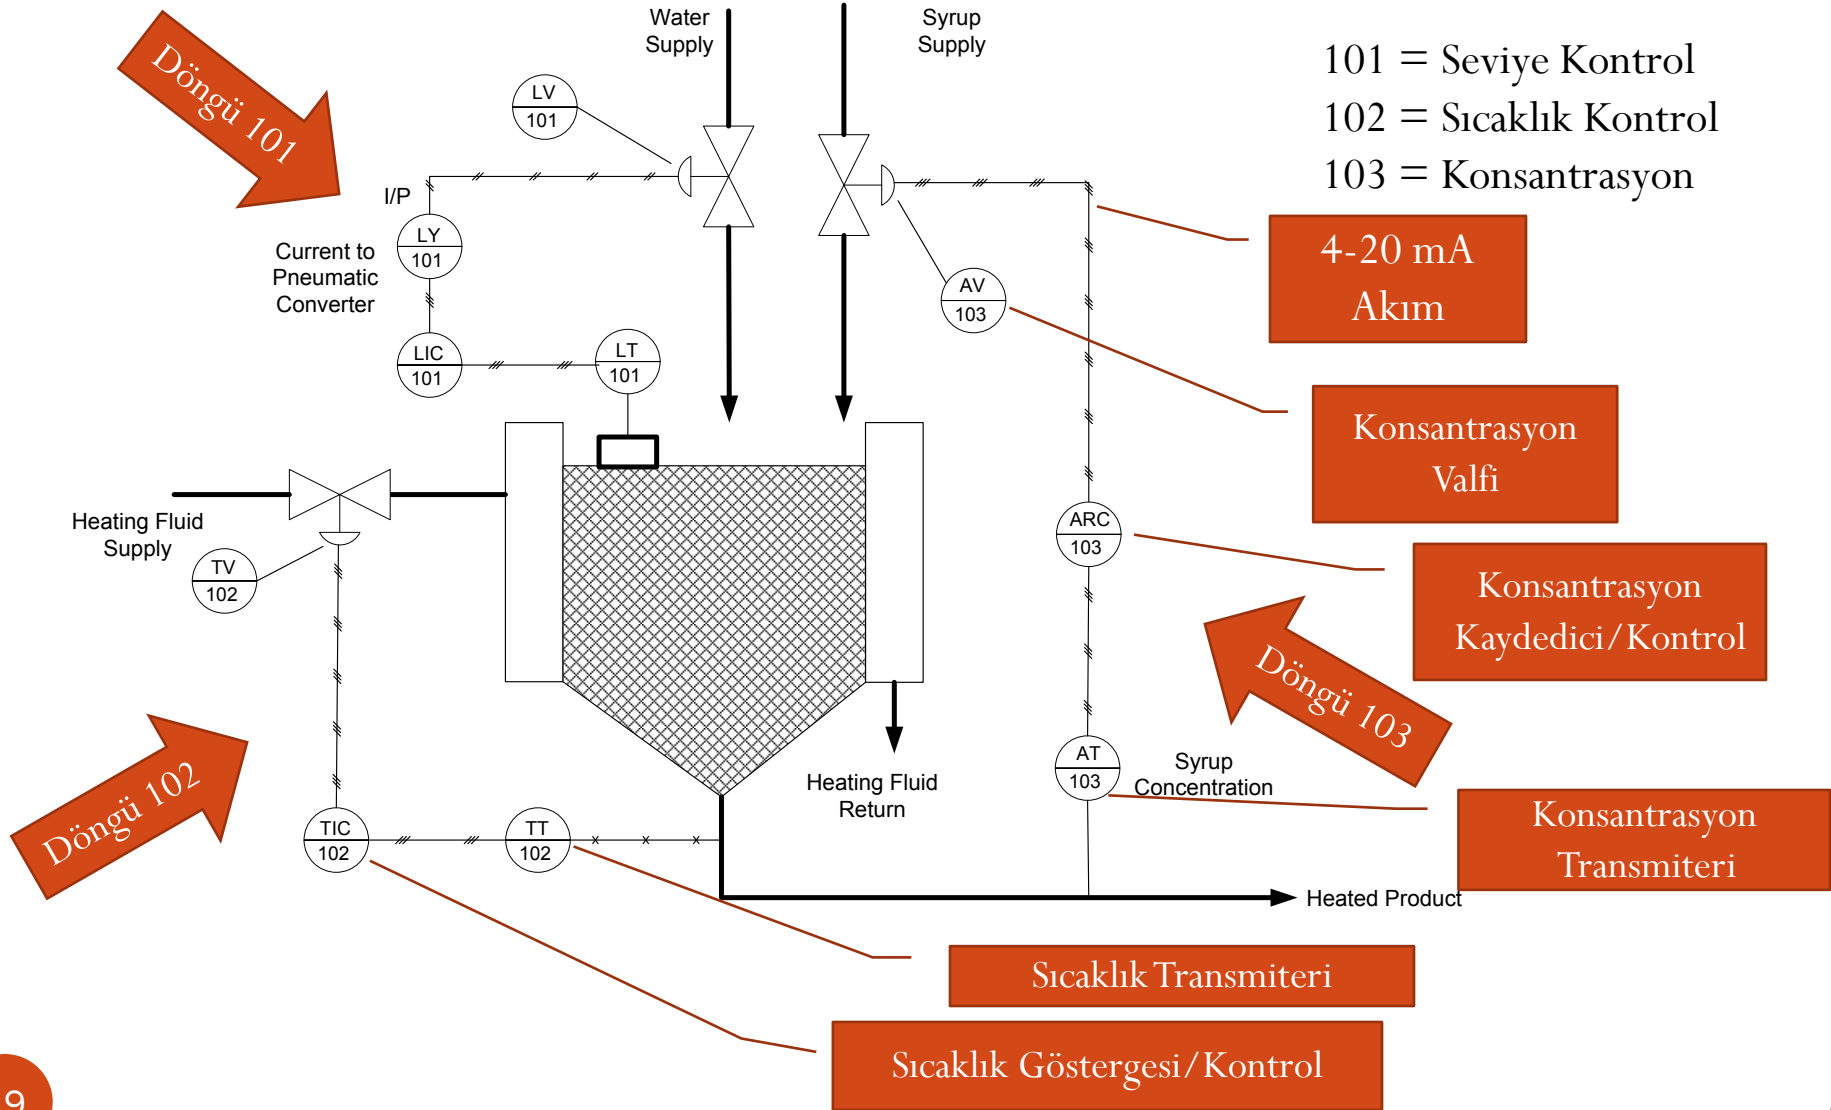 Water
Supply
Syrup
Supply
101 = Seviye Kontrol
102 = Sıcaklık Kontrol
103 = Konsantrasyon
Döngü 101
LV
101
I/P
LY
101
Current to
Pneumatic
Converter
4-20 mA
Akım
AV
103
LIC
101
LT
101
Konsantrasyon
Valfi
Heating Fluid
Supply
TV
102
ARC
103
Konsantrasyon
Kaydedici/Kontrol
Döngü 103
Döngü 102
AT
103
Syrup
Concentration
Heating Fluid
Return
Konsantrasyon
Transmiteri
TIC
102
TT
102
Heated Product
Sıcaklık Transmiteri
Sıcaklık Göstergesi/Kontrol
9